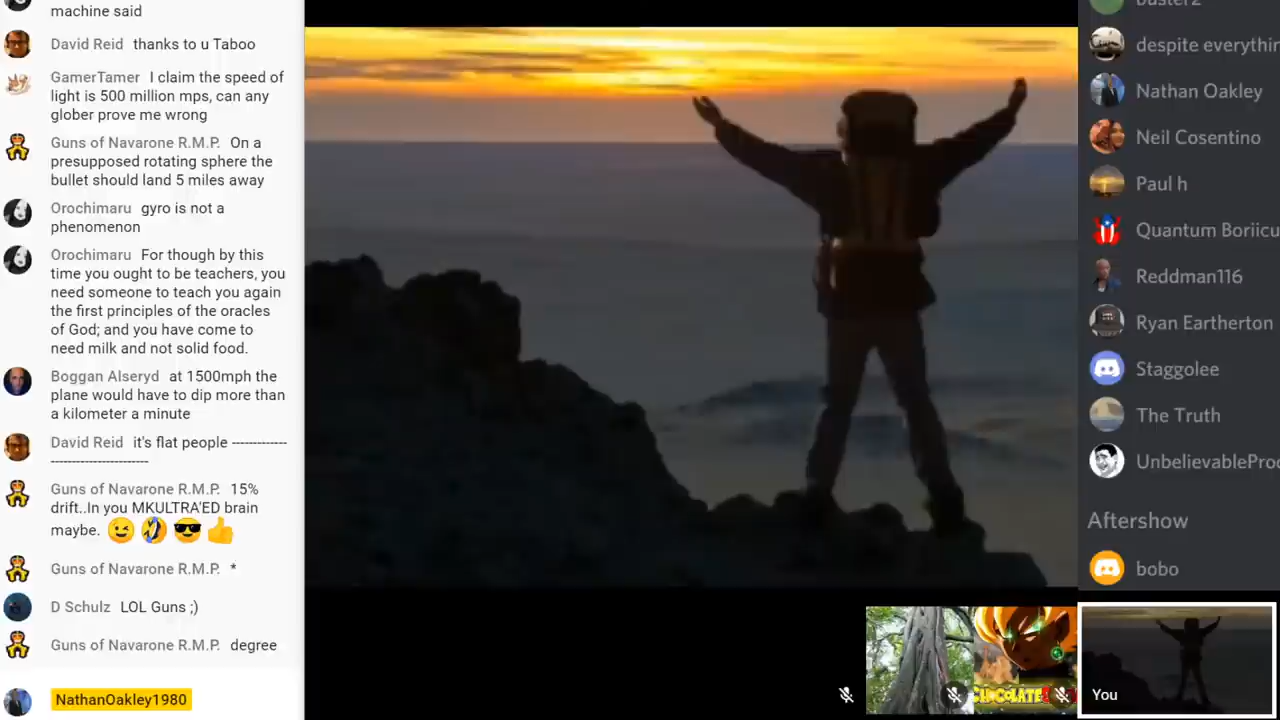 machine said
David Reid thanks to u Taboo
GamerTamer I claim the speed of
light is 500 million mps, can any
glober prove me wrong
Guns of Navarone R.M.P. On a
presupposed rotating sphere the
bullet should land 5 miles away
Orochimaru gyro is not a
phenomenon
Orochimaru For though by this
time you ought to be teachers, you
need someone to teach you again
the first principles of the oracles
of God; and you have come to
need milk and not solid food.
Boggan Alseryd at 1500mph the
plane would have to dip more than
a kilometer a minute
David Reid it's flat people -------------
-----------------------
Guns of Navarone R.M.P. 15%
drift..In you MKULTRA'ED brain
maybe. 😉 🤣 😎 👍
Guns of Navarone R.M.P. *
D Schulz LOL Guns ;)
Guns of Navarone R.M.P. degree
NathanOakley1980
buster2
despite everythin
Nathan Oakley
Neil Cosentino
Paul h
Quantum Boriicu
Reddman116
Ryan Eartherton
Staggolee
The Truth
UnbelievablePro
Aftershow
bobo
You